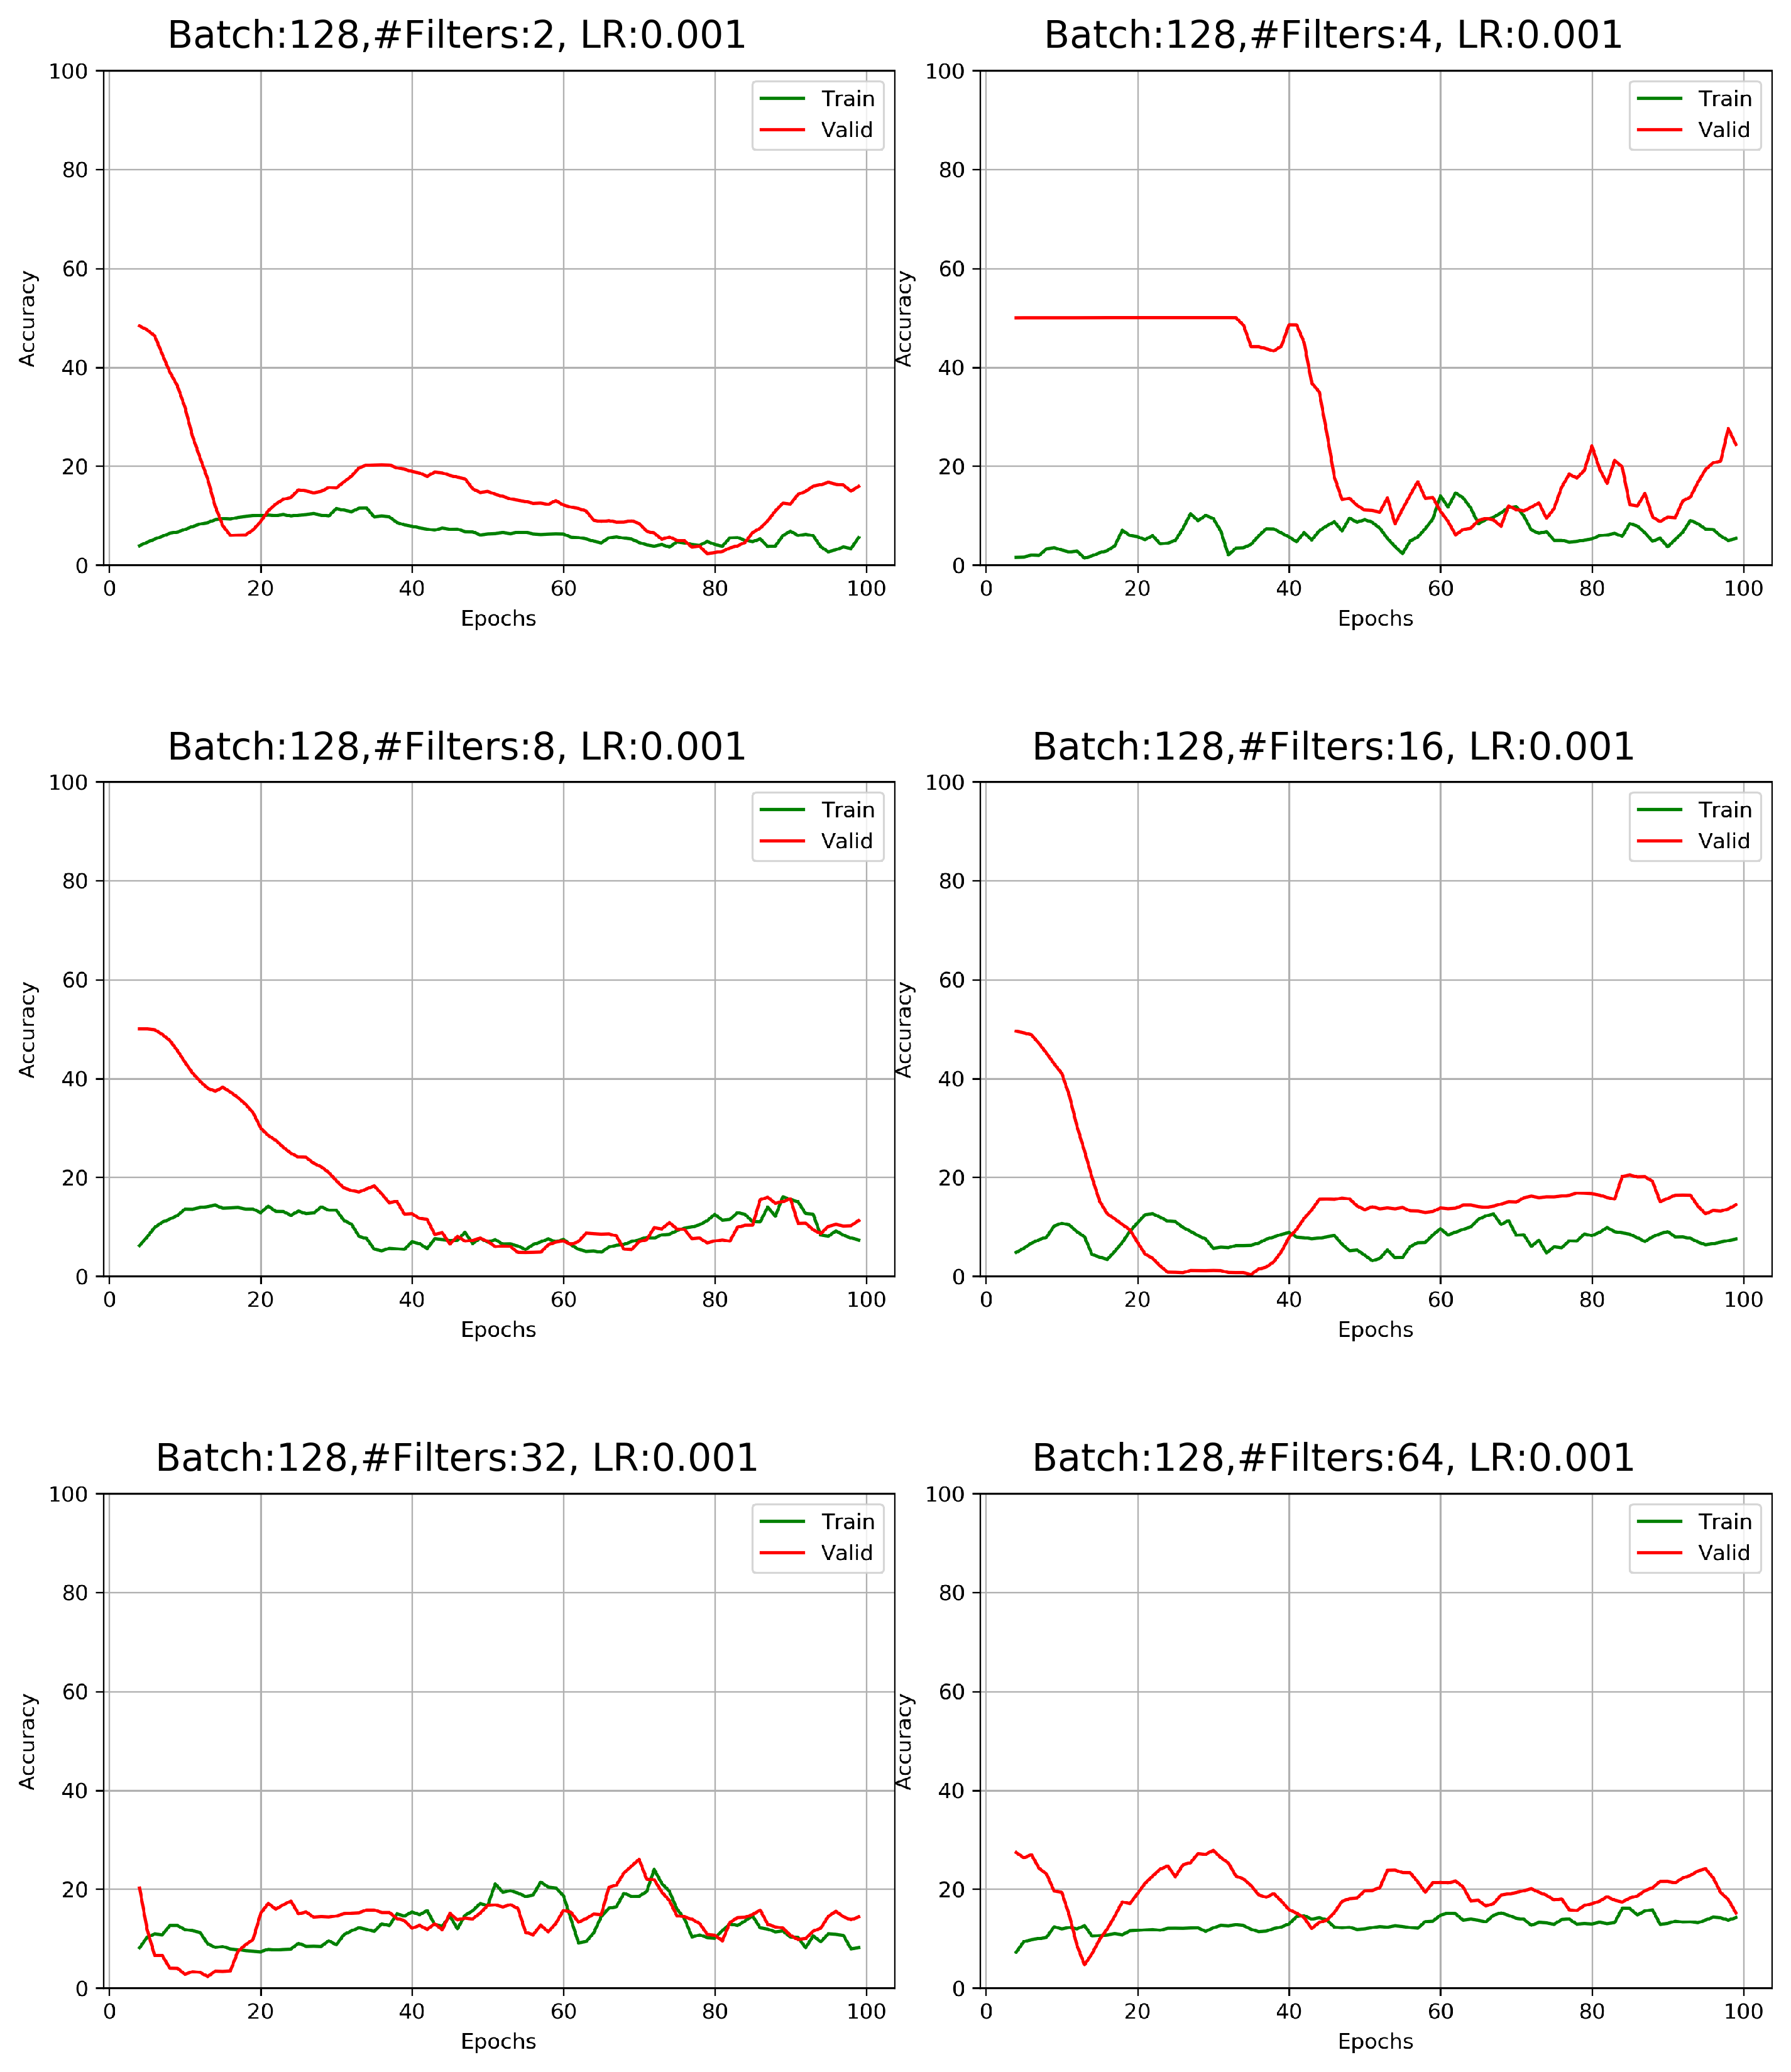 Batch:128,#Filters:2, LR:0.001
100
80
60
40
20
0
Accuracy
Train
Valid
0 20 40 60 80 100
Epochs
Batch:128,#Filters:4, LR:0.001
100
80
60
40
20
0
Accuracy
Train
Valid
0 20 40 60 80 100
Epochs
Batch:128,#Filters:8, LR:0.001
100
80
60
40
20
0
Accuracy
Train
Valid
0 20 40 60 80 100
Epochs
Batch:128,#Filters:16, LR:0.001
100
80
60
40
20
0
Accuracy
Train
Valid
0 20 40 60 80 100
Epochs
Batch:128,#Filters:32, LR:0.001
100
80
60
40
20
0
Accuracy
Train
Valid
0 20 40 60 80 100
Epochs
Batch:128,#Filters:64, LR:0.001
100
80
60
40
20
0
Accuracy
Train
Valid
0 20 40 60 80 100
Epochs